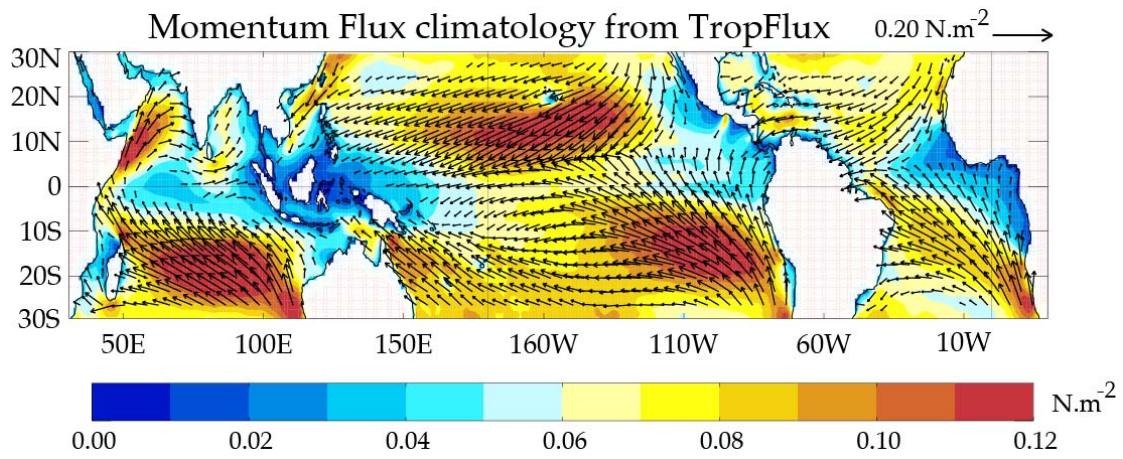 Momentum Flux climatology from TropFlux 0.20 N.m-2
30N
20N
10N
0
10S
20S
30S
50E 100E 150E 160W 110W 60W 10W
N.m-2
0.00 0.02 0.04 0.06 0.08 0.10 0.12